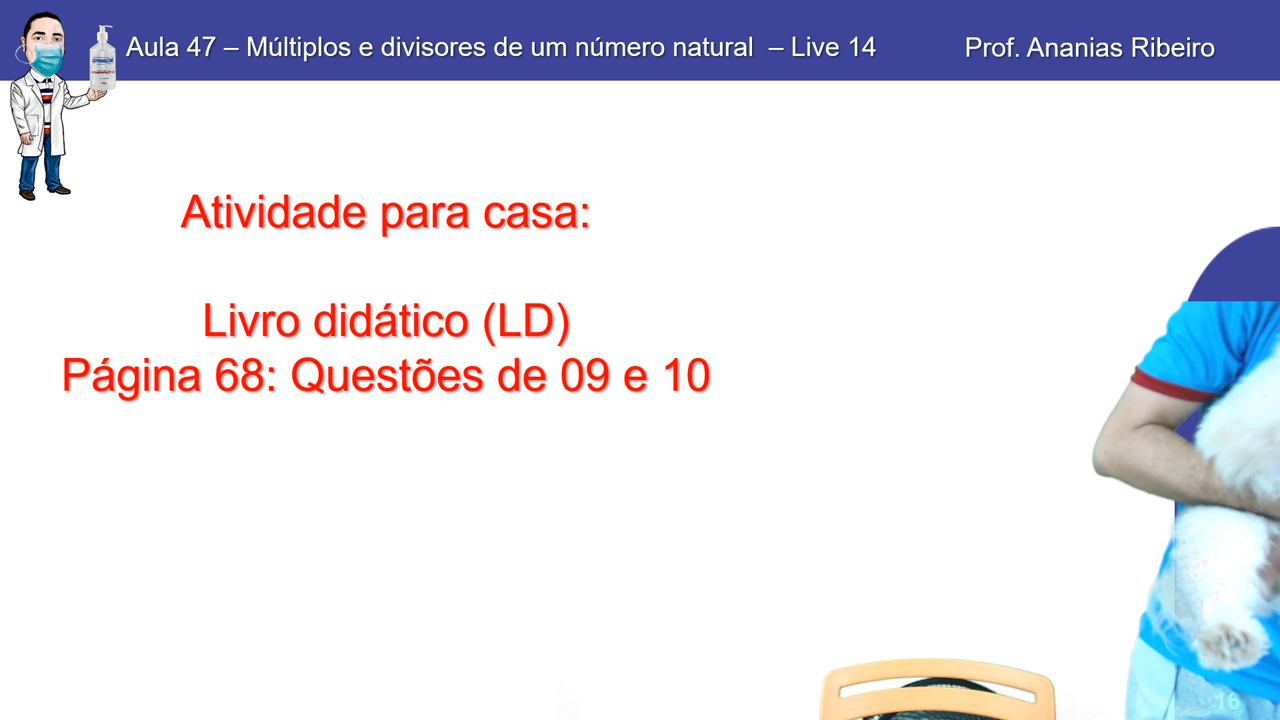 Aula 47 – Múltiplos e divisores de um número natural – Live 14
Prof. Ananias Ribeiro
Atividade para casa:
Livro didático (LD)
Página 68: Questões de 09 e 10
16